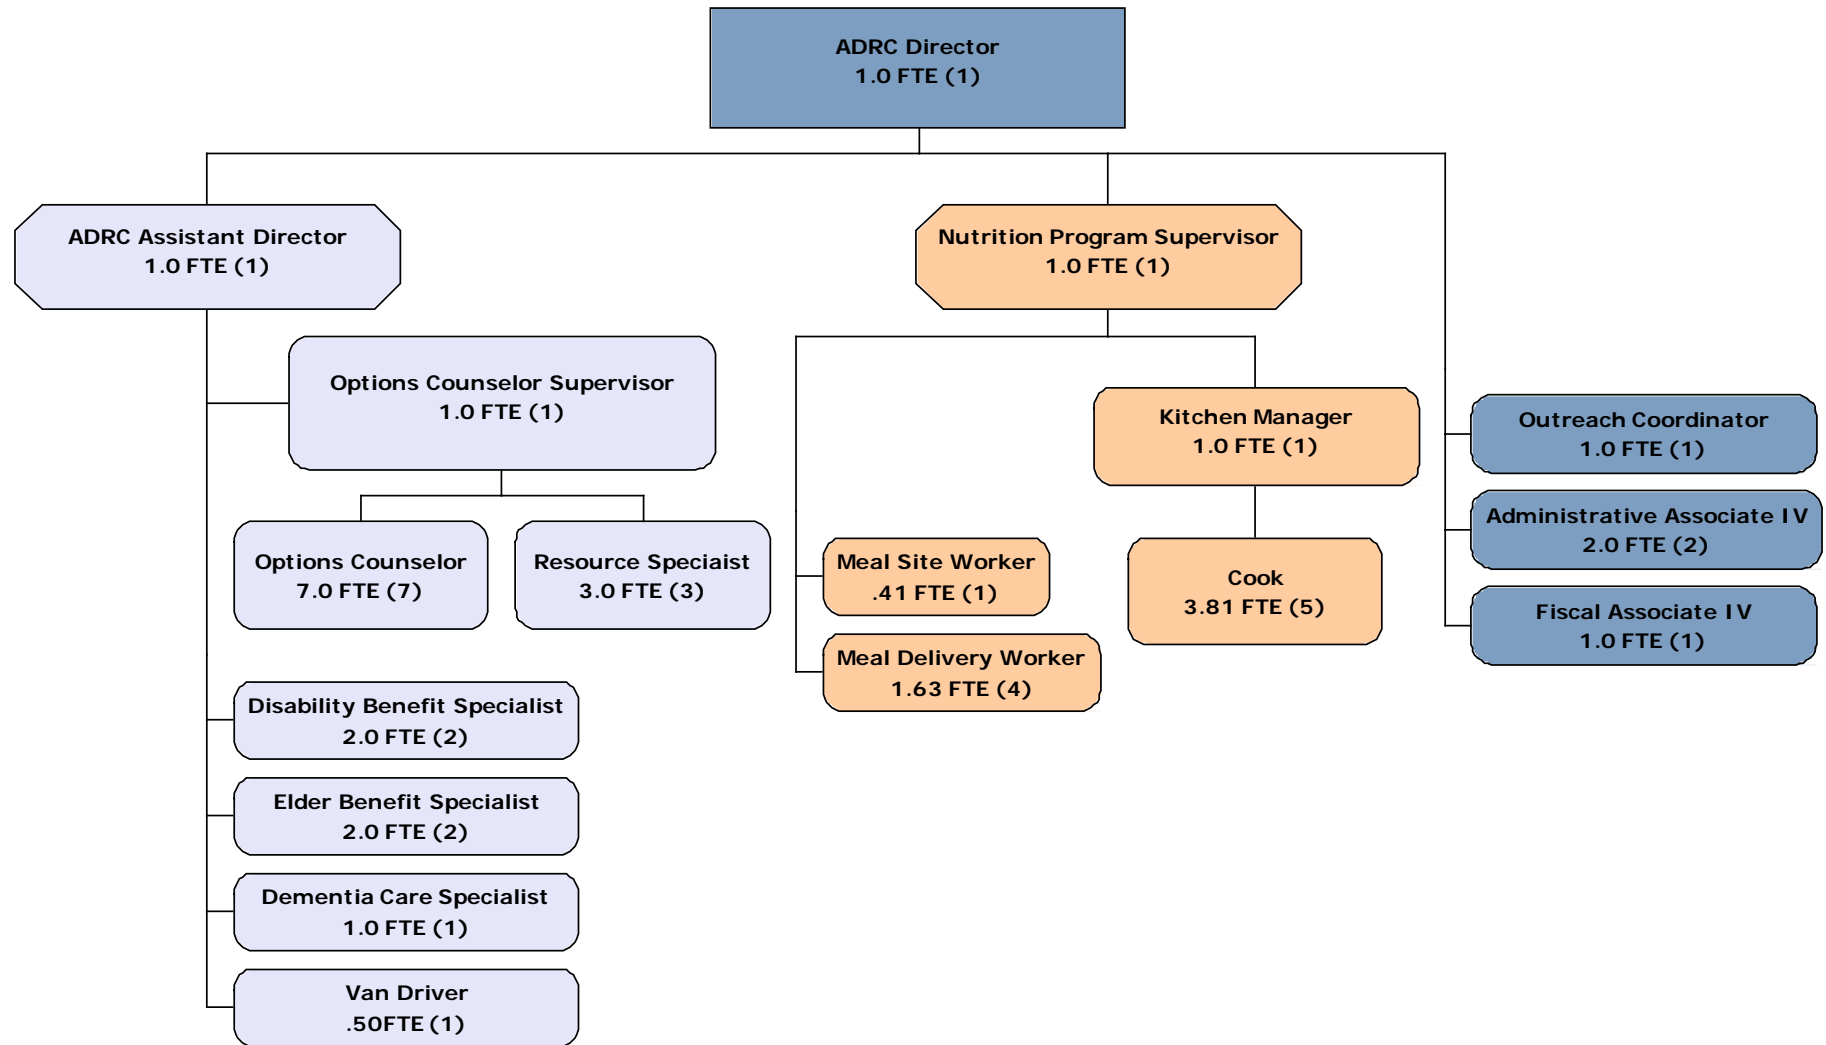 ADRC Director
1.0 FTE (1)
ADRC Assistant Director
1.0 FTE (1)
Nutrition Program Supervisor
1.0 FTE (1)
Options Counselor Supervisor
1.0 FTE (1)
Kitchen Manager
1.0 FTE (1)
Outreach Coordinator
1.0 FTE (1)
Administrative Associate IV
2.0 FTE (2)
Fiscal Associate IV
1.0 FTE (1)
Options Counselor
7.0 FTE (7)
Resource Speciaist
3.0 FTE (3)
Meal Site Worker
.41 FTE (1)
Cook
3.81 FTE (5)
Meal Delivery Worker
1.63 FTE (4)
Disability Benefit Specialist
2.0 FTE (2)
Elder Benefit Specialist
2.0 FTE (2)
Dementia Care Specialist
1.0 FTE (1)
Van Driver
.50FTE (1)